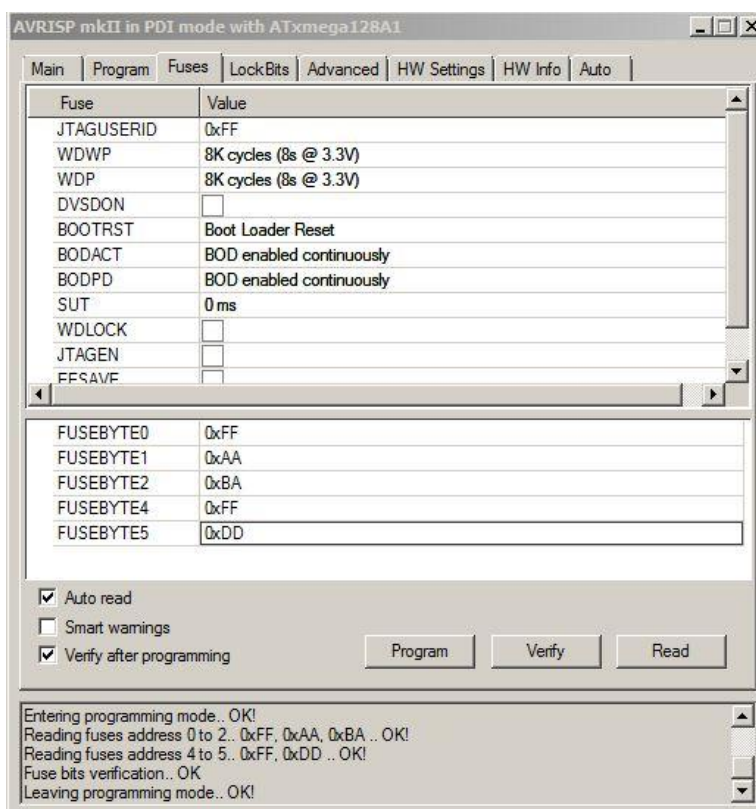 AVRISP mkII in PDI mode with ATxmega128A1
Main Program Fuses LockBits Advanced HW Settings HW Info Auto
Fuse Value
JTAGUSERID 0xFF
WDWP 8K cycles (8s @ 3.3V)
WDP 8K cycles (8s @ 3.3V)
DVSDON
BOOTRST Boot Loader Reset
BODACT BOD enabled continuously
BODPD BOD enabled continuously
SUT 0 ms
WDLOCK
JTAGEN
EESAVE
FUSEBYTE0 0xFF
FUSEBYTE1 0xAA
FUSEBYTE2 0xBA
FUSEBYTE4 0xFF
FUSEBYTE5 0xDD
Auto read
Smart warnings
Verify after programming
Program Verify Read
Entering programming mode.. OK!
Reading fuses address 0 to 2.. 0xFF, 0xAA, 0xBA .. OK!
Reading fuses address 4 to 5.. 0xFF, 0xDD .. OK!
Fuse bits verification.. OK
Leaving programming mode.. OK!